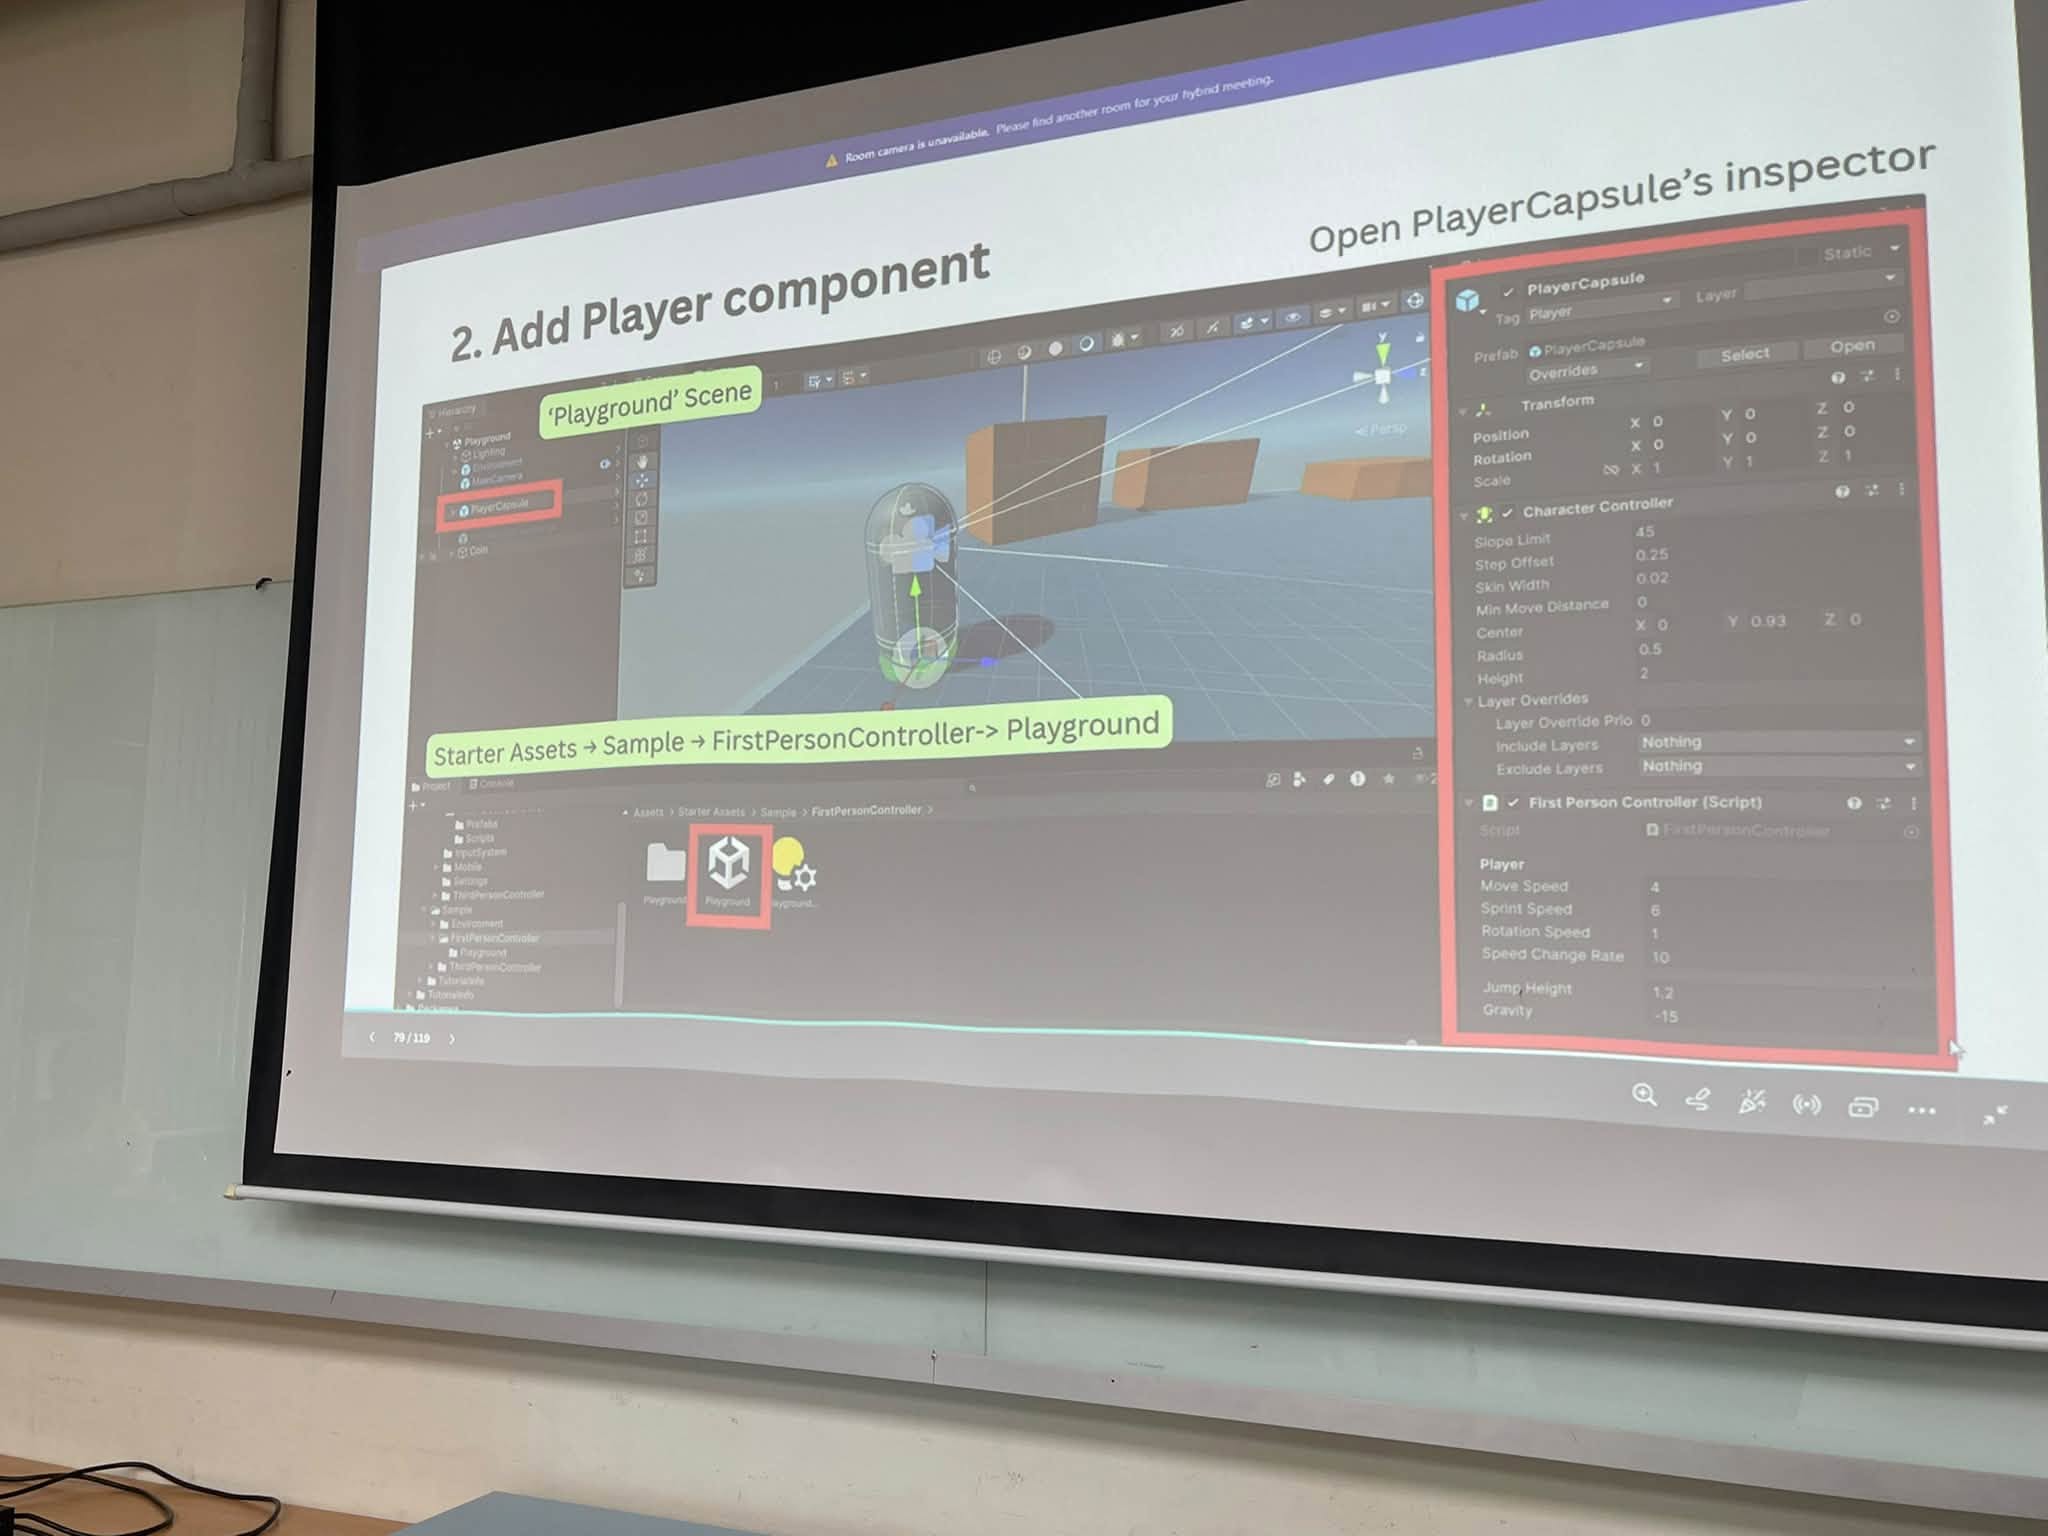 Room camera is unavailable. Please find another room for your hybrid meeting.
2. Add Player component
Open PlayerCapsule's inspector
'Playground' Scene
Hierarchy
Playground
Lighting
Environment
MainCamera
PlayerCapsule
Coin
1
y
z
Persp
Starter Assets → Sample → FirstPersonController-> Playground
Project
Console
Prefabs
Scripts
InputSystem
Mobile
Settings
ThirdPersonController
Sample
Environment
FirstPersonController
Playground
ThirdPersonController
TutorialInfo
TutorialInfo
Packages
Assets > Starter Assets > Sample > FirstPersonController >
Playground
Playground
PlayerCapsule
Static
Tag Player
Layer
Prefab PlayerCapsule
Overrides
Select
Open
Transform
Position X 0 Y 0 Z 0
Rotation X 0 Y 0 Z 0
Scale X 1 Y 1 Z 1
Character Controller
Slope Limit 45
Step Offset 0.25
Skin Width 0.02
Min Move Distance 0
Center X 0 Y 0.93 Z 0
Radius 0.5
Height 2
Layer Overrides
Layer Override Prio 0
Include Layers Nothing
Exclude Layers Nothing
First Person Controller (Script)
Script FirstPersonController
Player
Move Speed 4
Sprint Speed 6
Rotation Speed 1
Speed Change Rate 10
Jump Height 1.2
Gravity -15
79 / 119